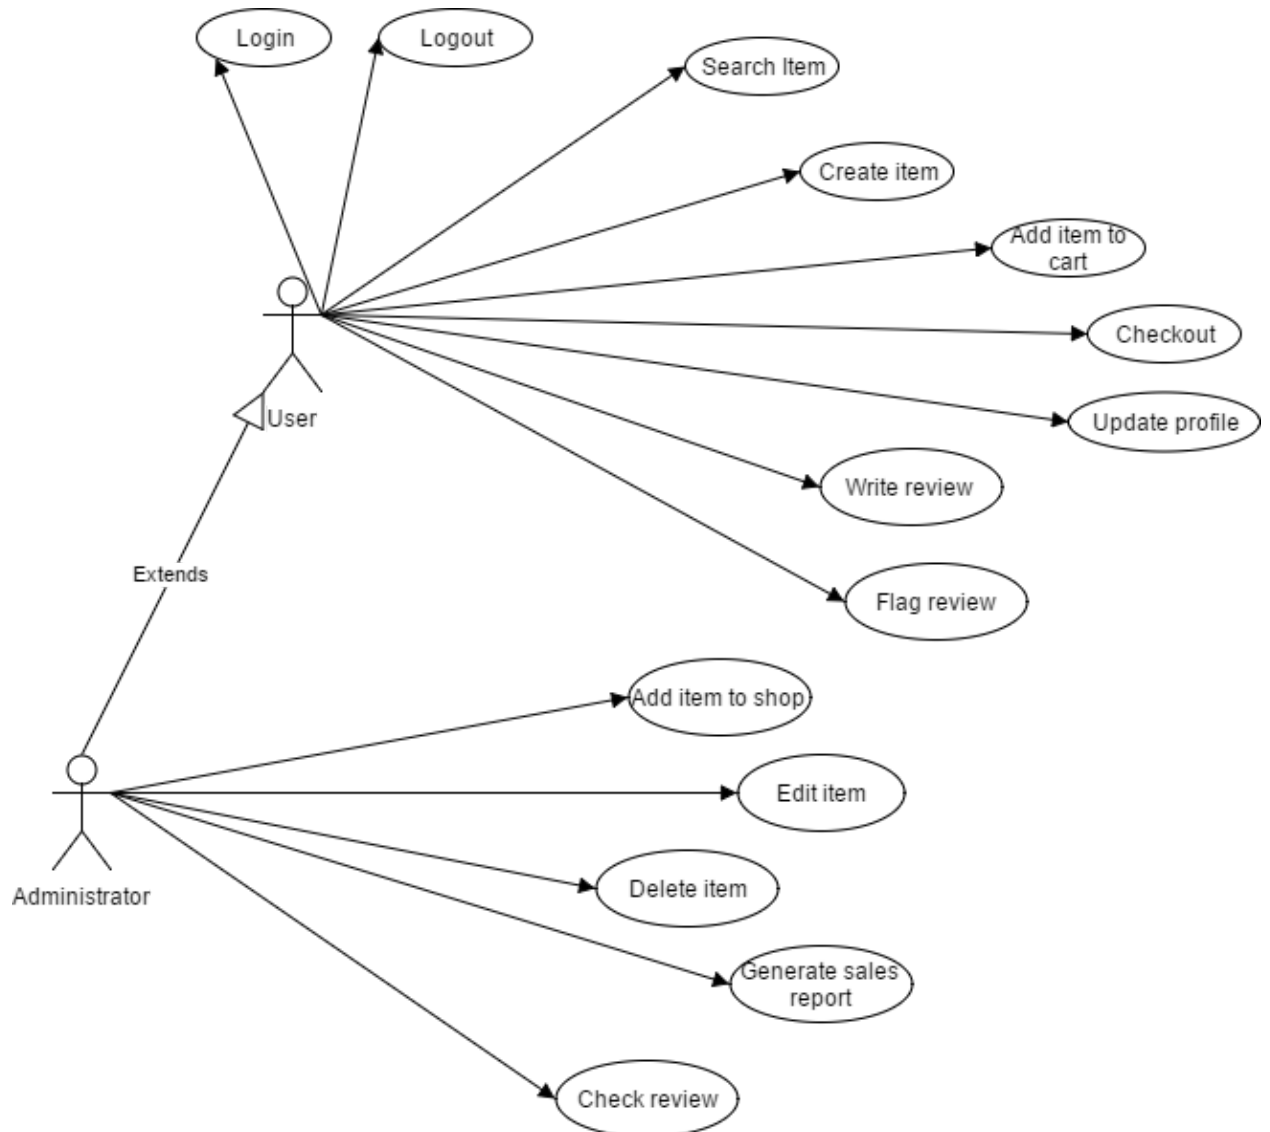 Login
Logout
Search Item
Create item
Add item to
cart
Checkout
User
Update profile
Write review
Extends
Flag review
Add item to shop
Edit item
Administrator
Delete item
Generate sales
report
Check review